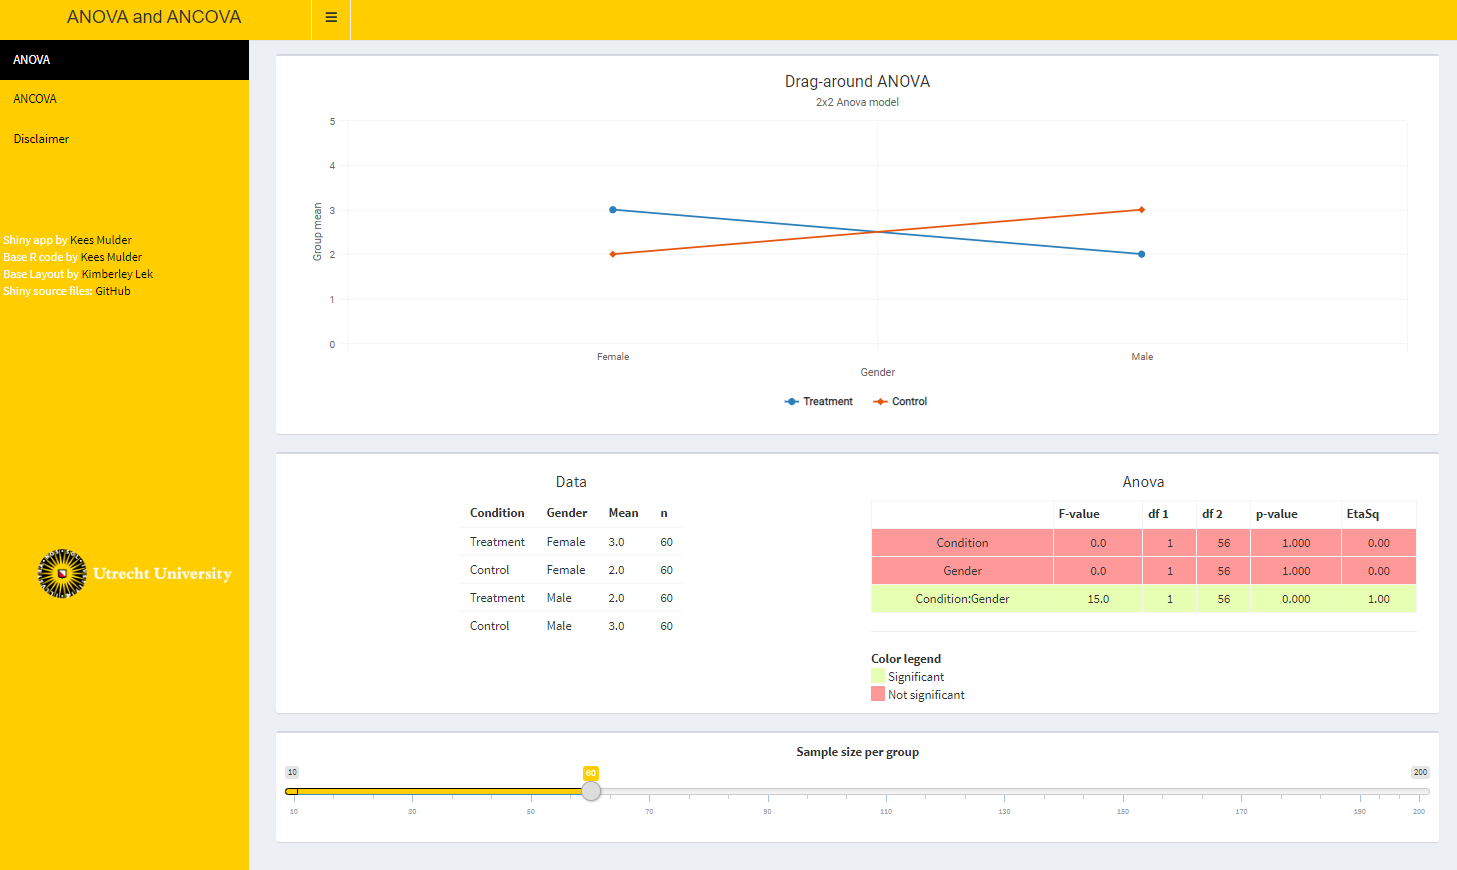 ANOVA and ANCOVA
ANOVA
ANCOVA
Disclaimer
Shiny app by Kees Mulder
Base R code by Kees Mulder
Base Layout by Kimberley Lek
Shiny source files: GitHub
Utrecht University
Drag-around ANOVA
2x2 Anova model
Group mean
5
4
3
2
1
0
Female Male
Gender
Treatment Control
Data
Condition Gender Mean n
Treatment Female 3.0 60
Control Female 2.0 60
Treatment Male 2.0 60
Control Male 3.0 60
Anova
F-value df 1 df 2 p-value EtaSq
Condition 0.0 1 56 1.000 0.00
Gender 0.0 1 56 1.000 0.00
Condition:Gender 15.0 1 56 0.000 1.00
Color legend
Significant
Not significant
Sample size per group
10 60 200
10 30 50 70 90 110 130 150 170 190 200